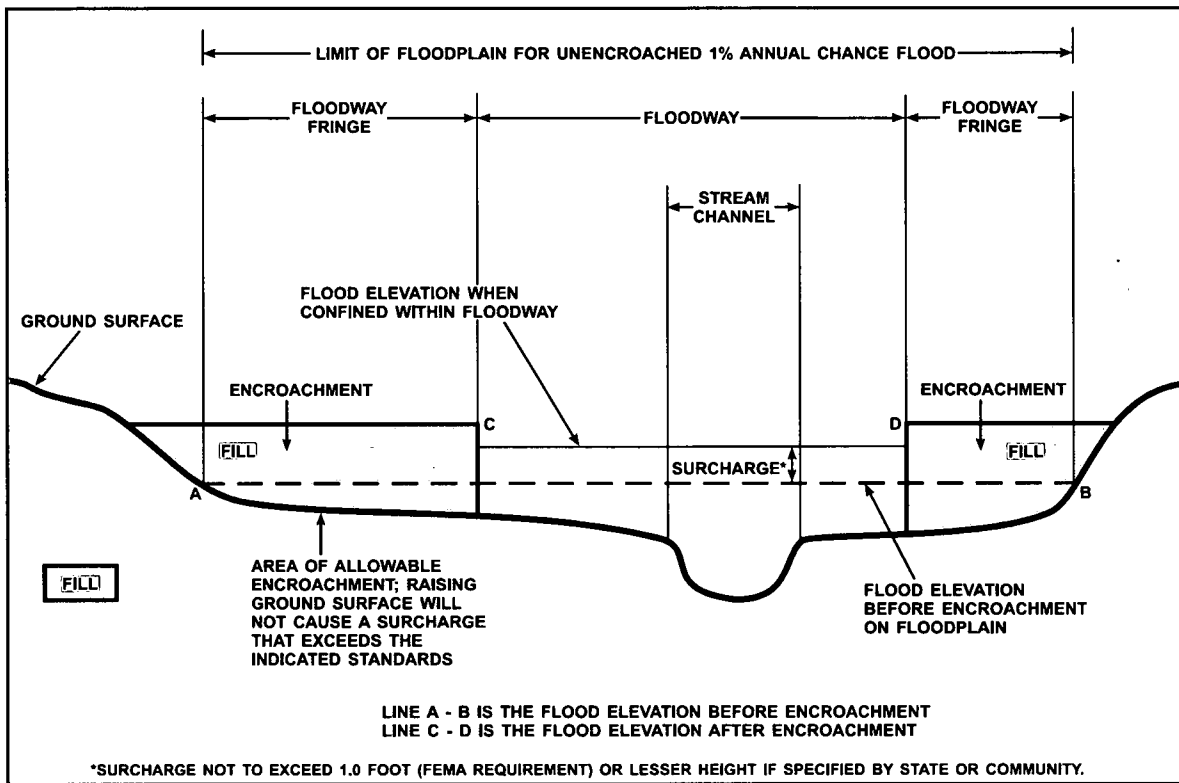 LIMIT OF FLOODPLAIN FOR UNENCROACHED 1% ANNUAL CHANCE FLOOD
FLOODWAY
FRINGE
FLOODWAY
FLOODWAY
FRINGE
STREAM
CHANNEL
FLOOD ELEVATION WHEN
CONFINED WITHIN FLOODWAY
GROUND SURFACE
ENCROACHMENT
ENCROACHMENT
C
D
FILL
FILL
SURCHARGE*
A
B
AREA OF ALLOWABLE
ENCROACHMENT; RAISING
GROUND SURFACE WILL
NOT CAUSE A SURCHARGE
THAT EXCEEDS THE
INDICATED STANDARDS
FILL
FLOOD ELEVATION
BEFORE ENCROACHMENT
ON FLOODPLAIN
LINE A - B IS THE FLOOD ELEVATION BEFORE ENCROACHMENT
LINE C - D IS THE FLOOD ELEVATION AFTER ENCROACHMENT
*SURCHARGE NOT TO EXCEED 1.0 FOOT (FEMA REQUIREMENT) OR LESSER HEIGHT IF SPECIFIED BY STATE OR COMMUNITY.